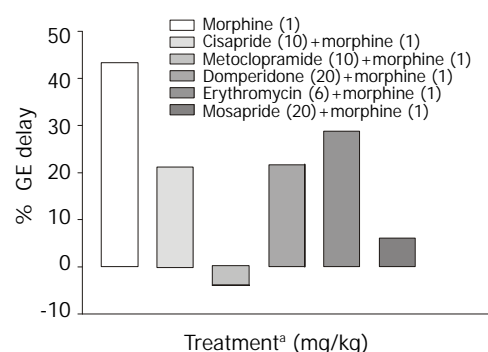 50
40
30
20
10
0
-10
% GE delay
Morphine (1)
Cisapride (10)+morphine (1)
Metoclopramide (10)+morphine (1)
Domperidone (20)+morphine (1)
Erythromycin (6)+morphine (1)
Mosapride (20)+morphine (1)
Treatmentᵃ (mg/kg)